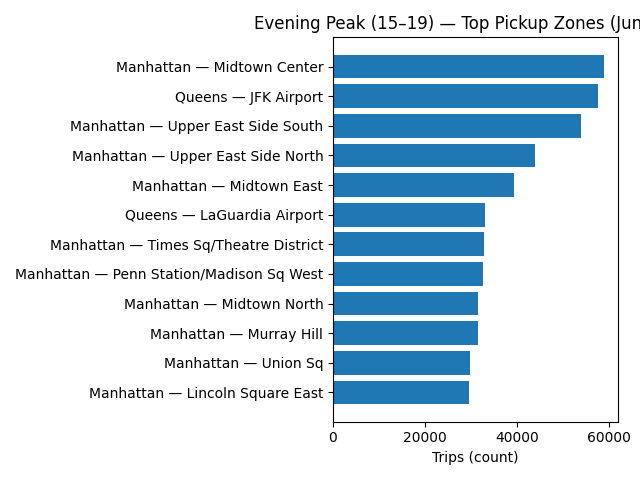 Evening Peak (15–19) — Top Pickup Zones (Jun
Manhattan — Midtown Center
Queens — JFK Airport
Manhattan — Upper East Side South
Manhattan — Upper East Side North
Manhattan — Midtown East
Queens — LaGuardia Airport
Manhattan — Times Sq/Theatre District
Manhattan — Penn Station/Madison Sq West
Manhattan — Midtown North
Manhattan — Murray Hill
Manhattan — Union Sq
Manhattan — Lincoln Square East
0 20000 40000 60000
Trips (count)